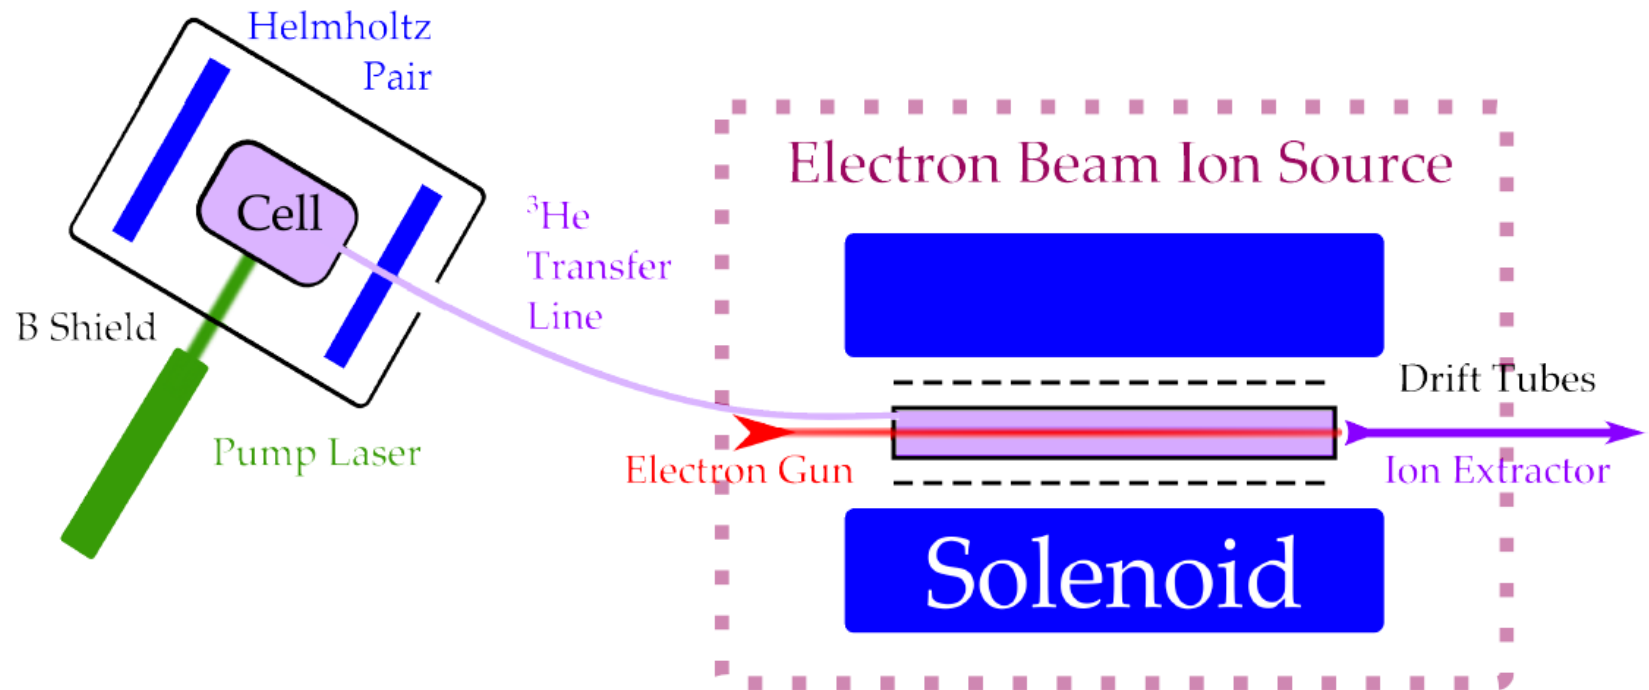 Helmholtz
Pair
Cell
³He
Transfer
Line
B Shield
Pump Laser
Electron Beam Ion Source
Drift Tubes
Electron Gun
Ion Extractor
Solenoid